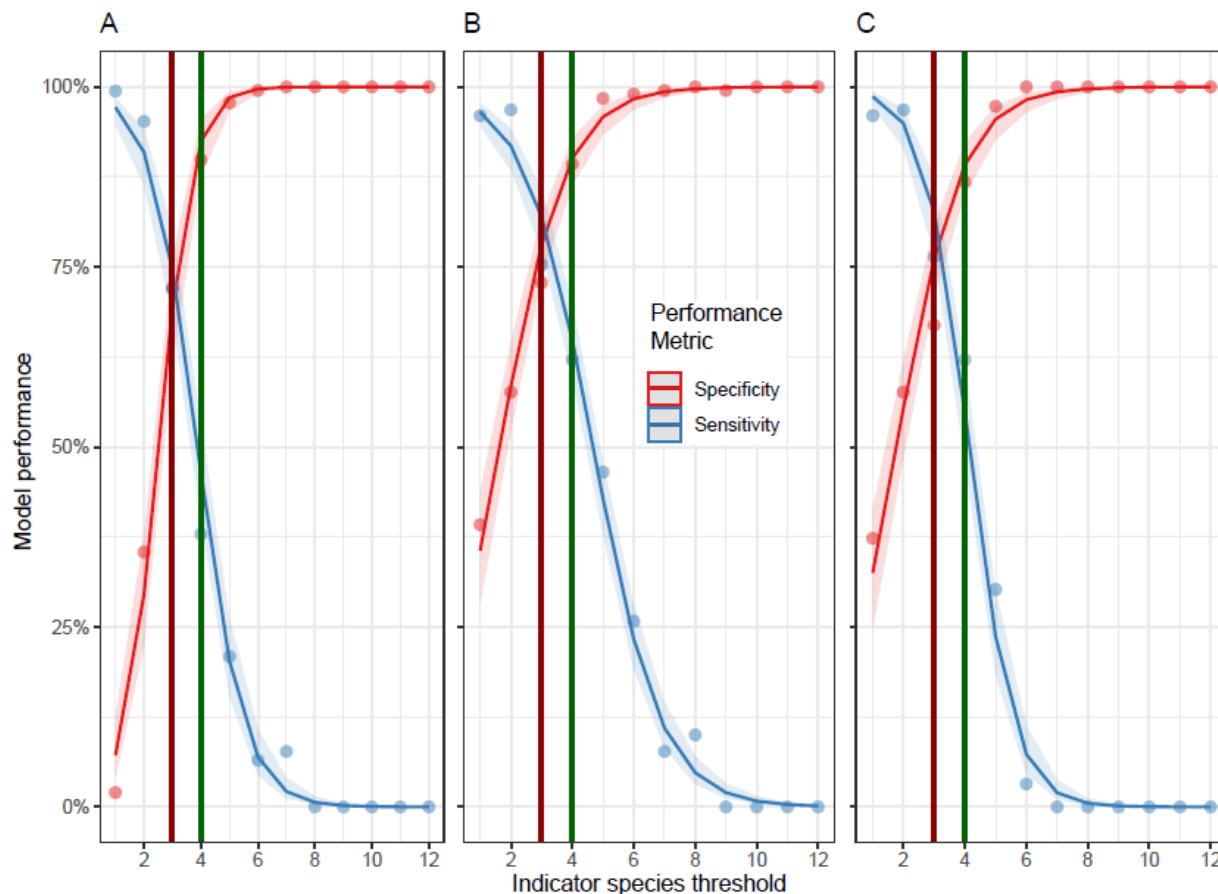 A
B
C
100%
75%
50%
25%
0%
Model performance
Performance
Metric
Specificity
Sensitivity
2 4 6 8 10 12
2 4 6 8 10 12
2 4 6 8 10 12
Indicator species threshold